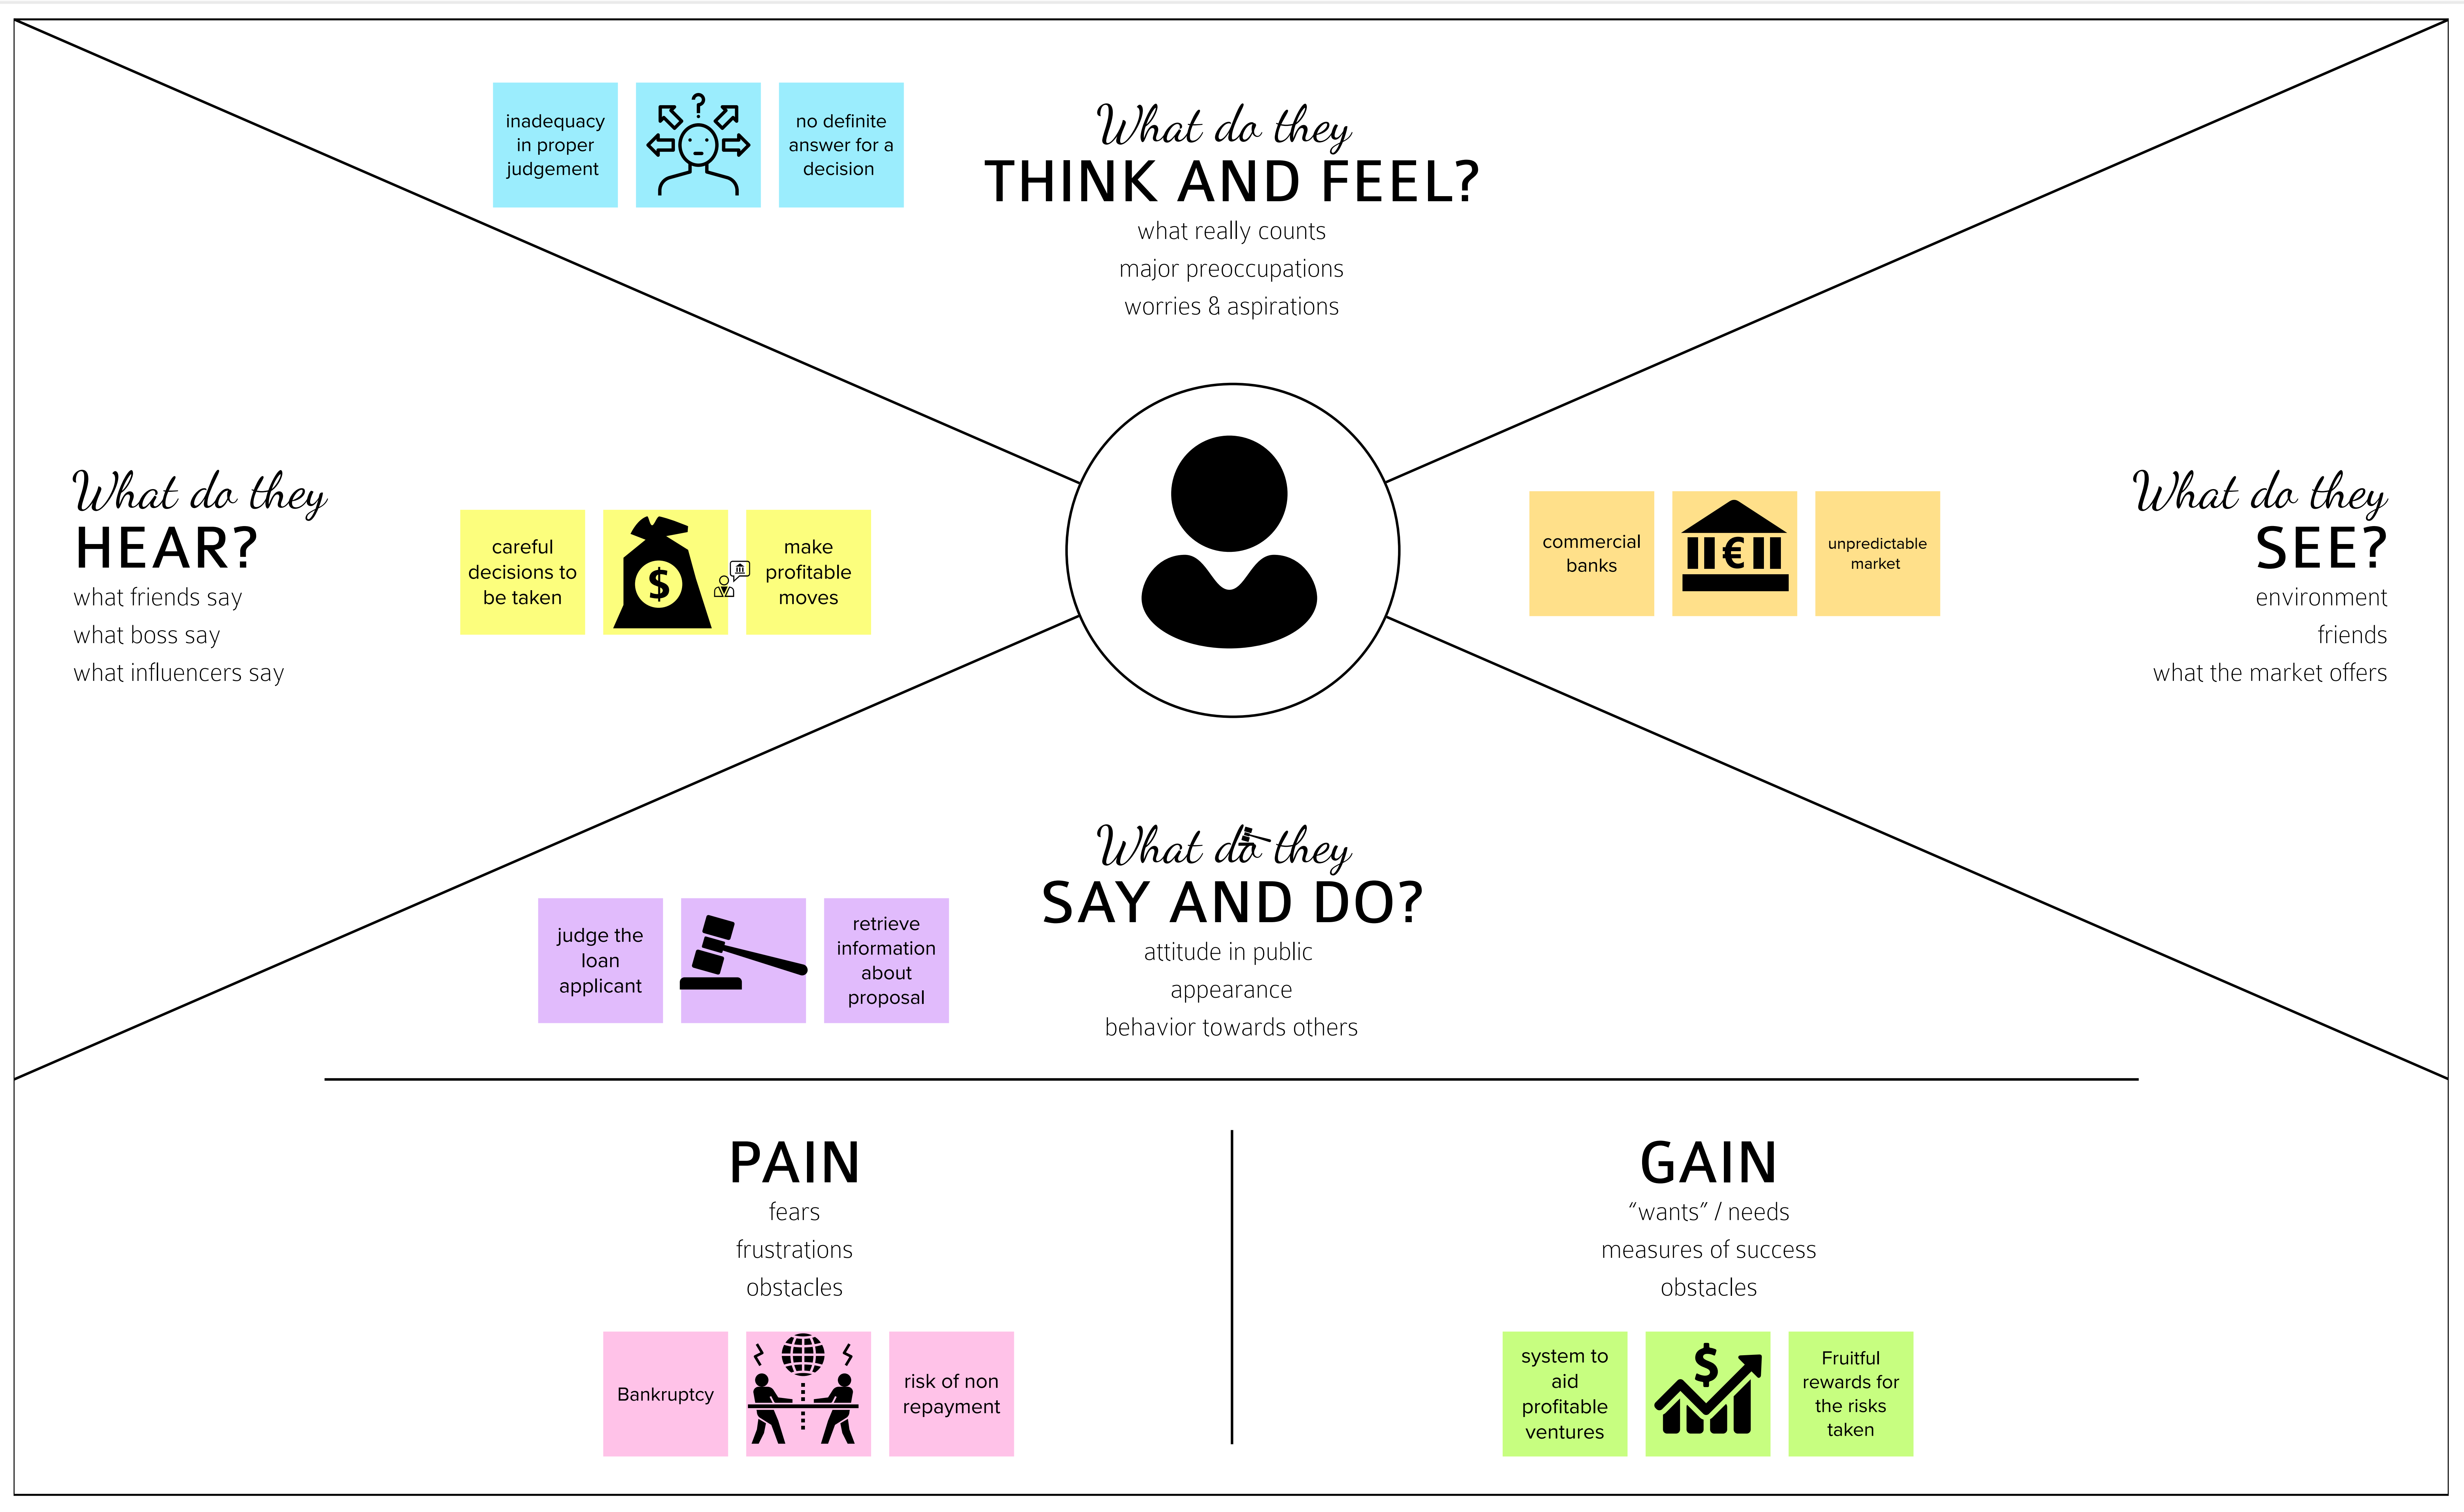 inadequacy
in proper
judgement
?
no definite
answer for a
decision
What do they
THINK AND FEEL?
what really counts
major preoccupations
worries & aspirations
What do they
HEAR?
what friends say
what boss say
what influencers say
careful
decisions to
be taken
$
make
profitable
moves
commercial
banks
€
unpredictable
market
What do they
SEE?
environment
friends
what the market offers
What do they
SAY AND DO?
attitude in public
appearance
behavior towards others
judge the
loan
applicant
retrieve
information
about
proposal
PAIN
fears
frustrations
obstacles
Bankruptcy
risk of non
repayment
GAIN
“wants” / needs
measures of success
obstacles
system to
aid
profitable
ventures
$
Fruitful
rewards for
the risks
taken